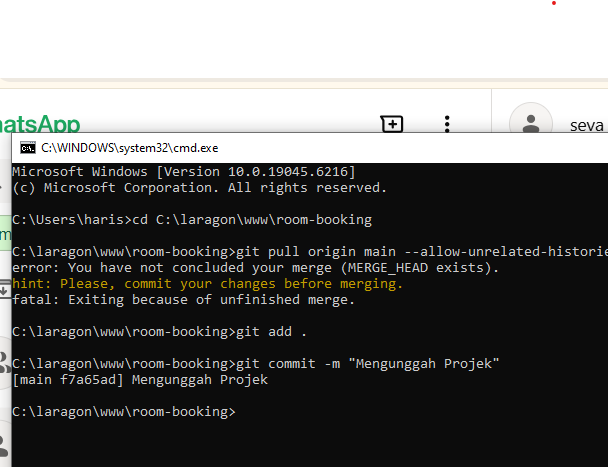 hatsApp
seva
C:\WINDOWS\system32\cmd.exe
Microsoft Windows [Version 10.0.19045.6216]
(c) Microsoft Corporation. All rights reserved.
C:\Users\haris>cd C:\laragon\www\room-booking
C:\laragon\www\room-booking>git pull origin main --allow-unrelated-historie
error: You have not concluded your merge (MERGE_HEAD exists).
hint: Please, commit your changes before merging.
fatal: Exiting because of unfinished merge.
C:\laragon\www\room-booking>git add .
C:\laragon\www\room-booking>git commit -m "Mengunggah Projek"
[main f7a65ad] Mengunggah Projek
C:\laragon\www\room-booking>